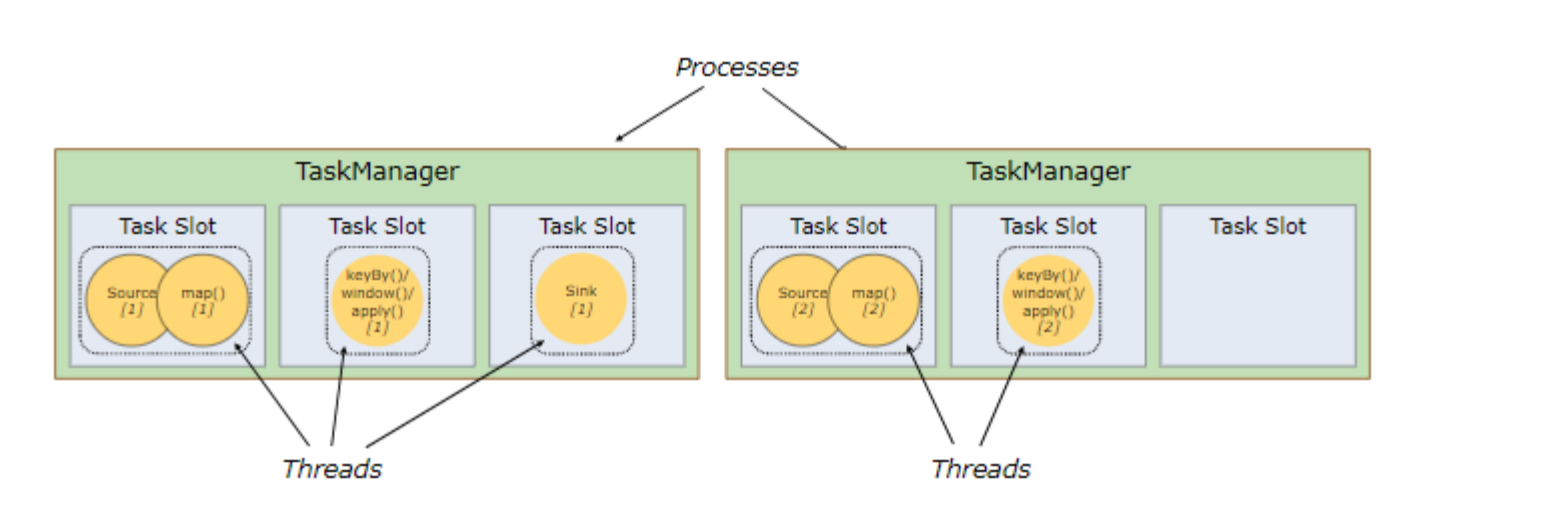 Processes
TaskManager
Task Slot
Source
[1]
map()
[1]
Task Slot
keyBy()/
window()/
apply()
[1]
Task Slot
Sink
[1]
Threads
TaskManager
Task Slot
Source
[2]
map()
[2]
Task Slot
keyBy()/
window()/
apply()
[2]
Task Slot
Threads